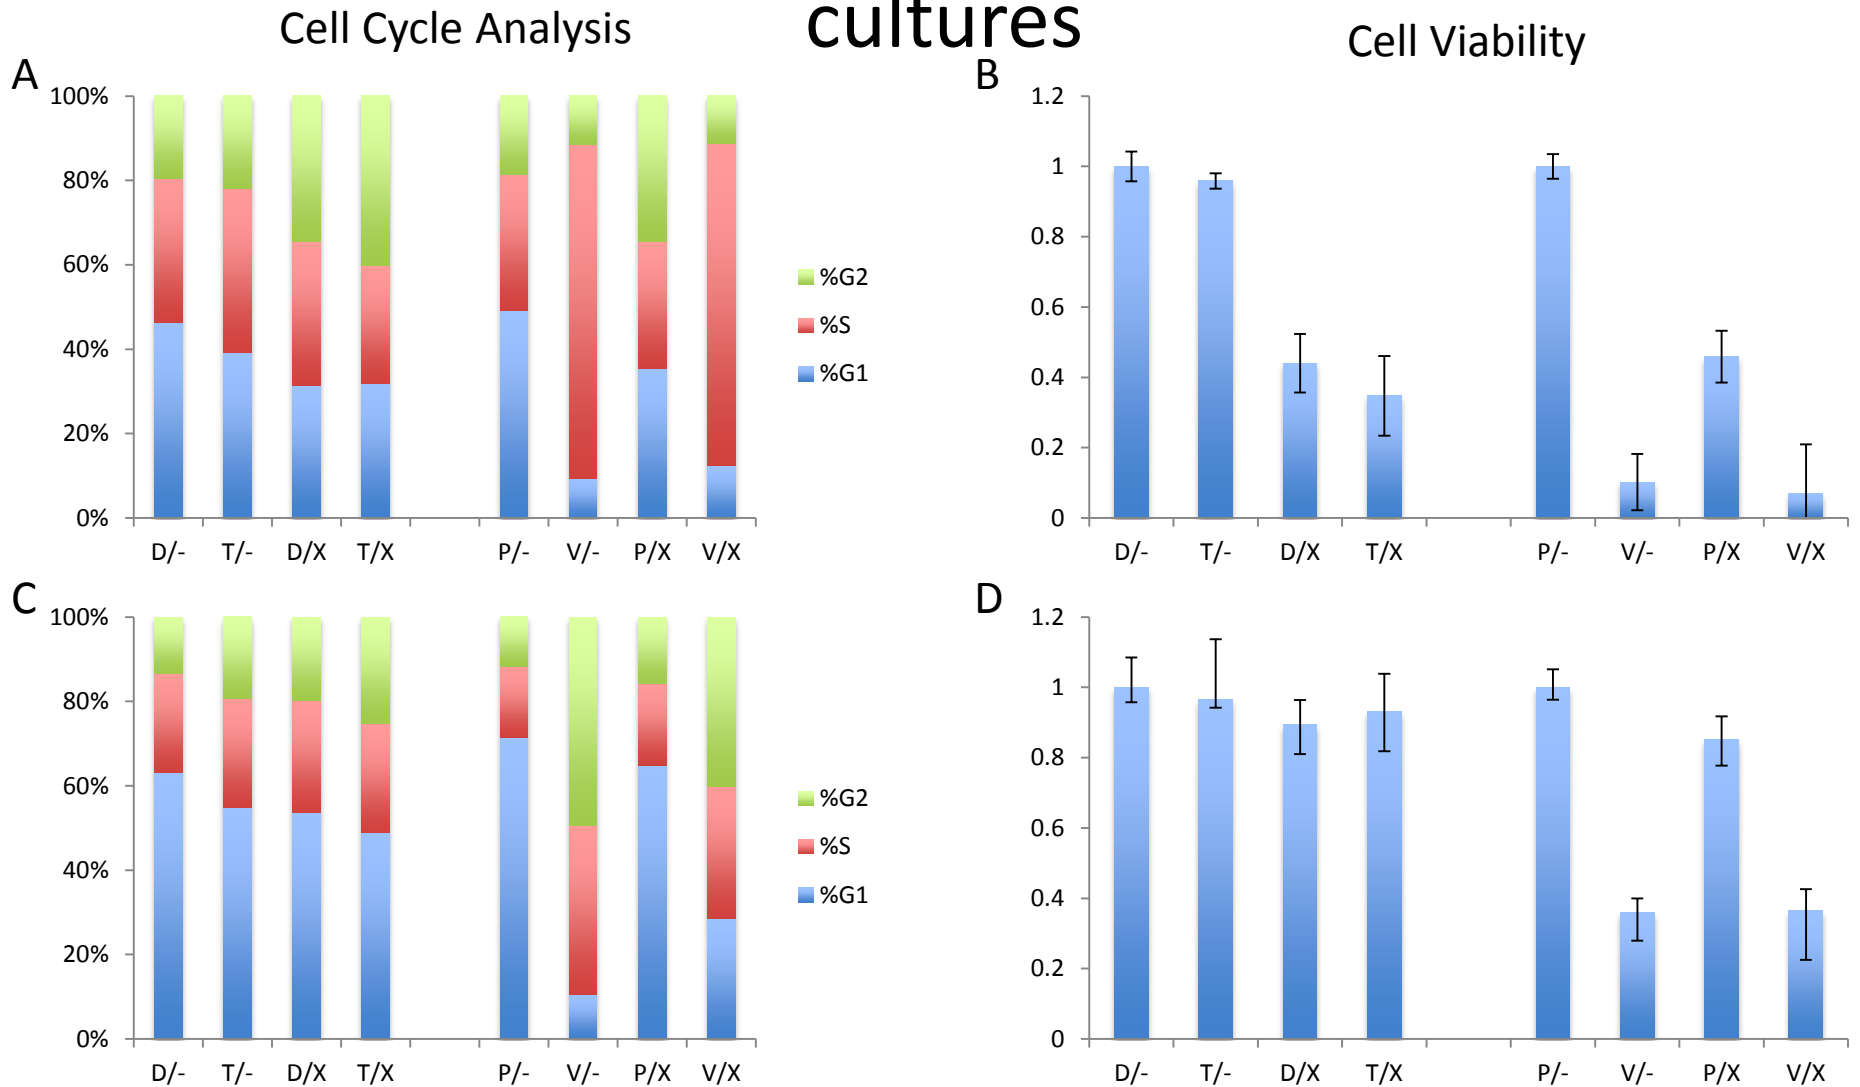 cultures
Cell Cycle Analysis
Cell Viability
A
100%
80%
60%
40%
20%
0%
D/- T/- D/X T/X P/- V/- P/X V/X
%G2
%S
%G1
B
1.2
1
0.8
0.6
0.4
0.2
0
D/- T/- D/X T/X P/- V/- P/X V/X
C
100%
80%
60%
40%
20%
0%
D/- T/- D/X T/X P/- V/- P/X V/X
%G2
%S
%G1
D
1.2
1
0.8
0.6
0.4
0.2
0
D/- T/- D/X T/X P/- V/- P/X V/X